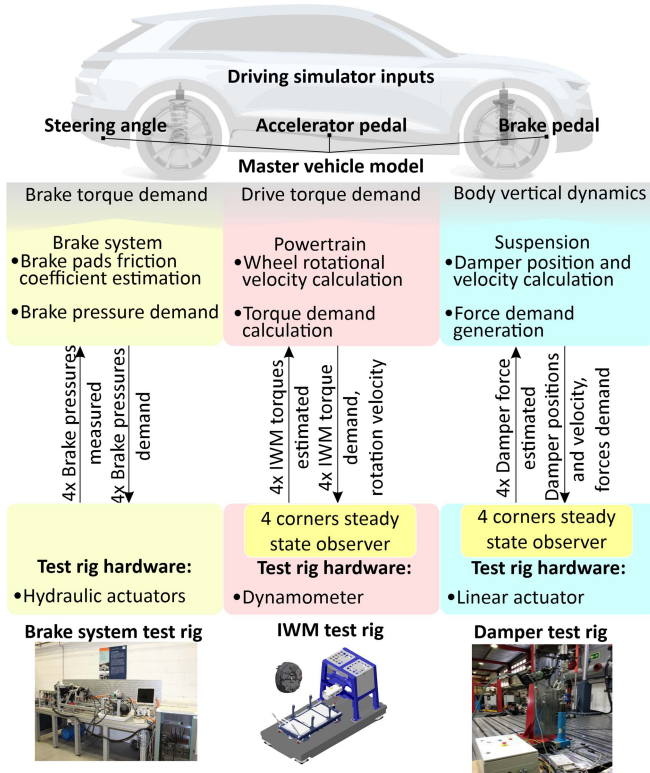 Driving simulator inputs
Steering angle
Accelerator pedal
Brake pedal
Master vehicle model
Brake torque demand
Drive torque demand
Body vertical dynamics
Brake system
•Brake pads friction
coefficient estimation
•Brake pressure demand
Powertrain
•Wheel rotational
velocity calculation
•Torque demand
calculation
Suspension
•Damper position and
velocity calculation
•Force demand
generation
4x Brake pressures
measured
4x Brake pressures
demand
4x IWM torques
estimated
4x IWM torque
demand,
rotation velocity
4x Damper force
estimated
Damper positions
and velocity,
forces demand
Test rig hardware:
•Hydraulic actuators
4 corners steady
state observer
Test rig hardware:
•Dynamometer
4 corners steady
state observer
Test rig hardware:
•Linear actuator
Brake system test rig
IWM test rig
Damper test rig